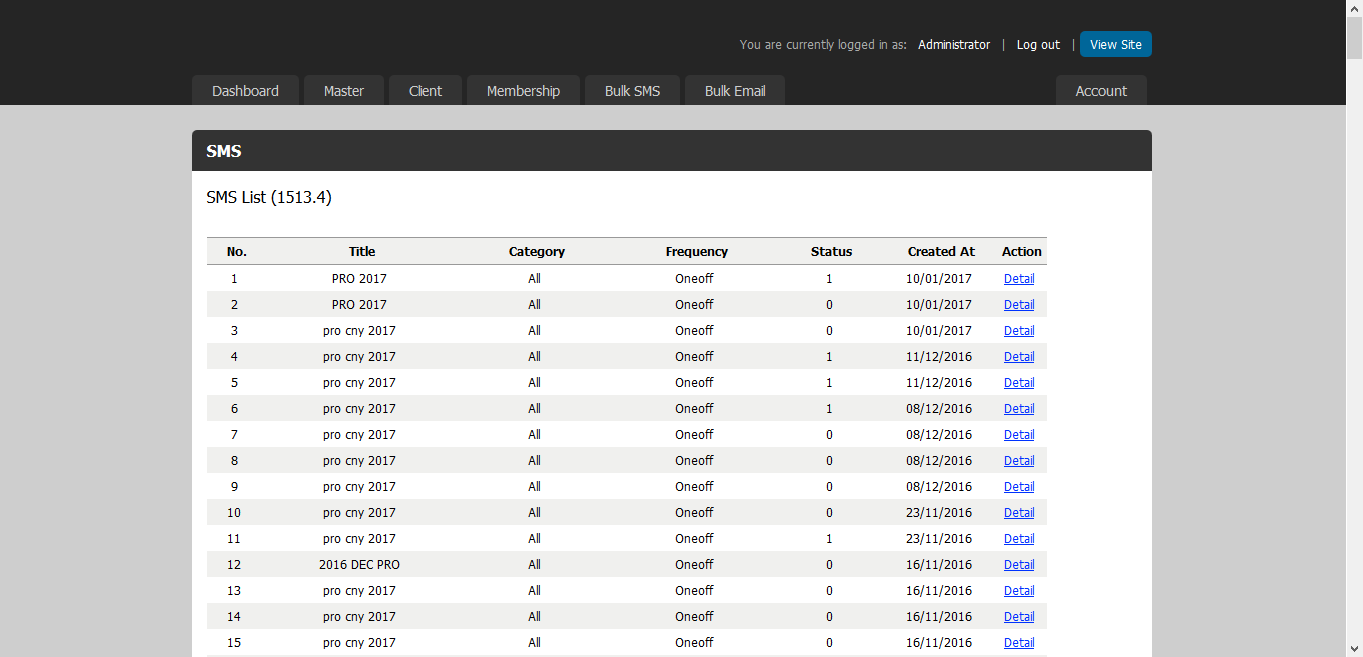 You are currently logged in as: Administrator | Log out | View Site
Dashboard Master Client Membership Bulk SMS Bulk Email Account
SMS
SMS List (1513.4)
No. Title Category Frequency Status Created At Action
1 PRO 2017 All Oneoff 1 10/01/2017 Detail
2 PRO 2017 All Oneoff 0 10/01/2017 Detail
3 pro cny 2017 All Oneoff 0 10/01/2017 Detail
4 pro cny 2017 All Oneoff 1 11/12/2016 Detail
5 pro cny 2017 All Oneoff 1 11/12/2016 Detail
6 pro cny 2017 All Oneoff 1 08/12/2016 Detail
7 pro cny 2017 All Oneoff 0 08/12/2016 Detail
8 pro cny 2017 All Oneoff 0 08/12/2016 Detail
9 pro cny 2017 All Oneoff 0 08/12/2016 Detail
10 pro cny 2017 All Oneoff 0 23/11/2016 Detail
11 pro cny 2017 All Oneoff 1 23/11/2016 Detail
12 2016 DEC PRO All Oneoff 0 16/11/2016 Detail
13 pro cny 2017 All Oneoff 0 16/11/2016 Detail
14 pro cny 2017 All Oneoff 0 16/11/2016 Detail
15 pro cny 2017 All Oneoff 0 16/11/2016 Detail